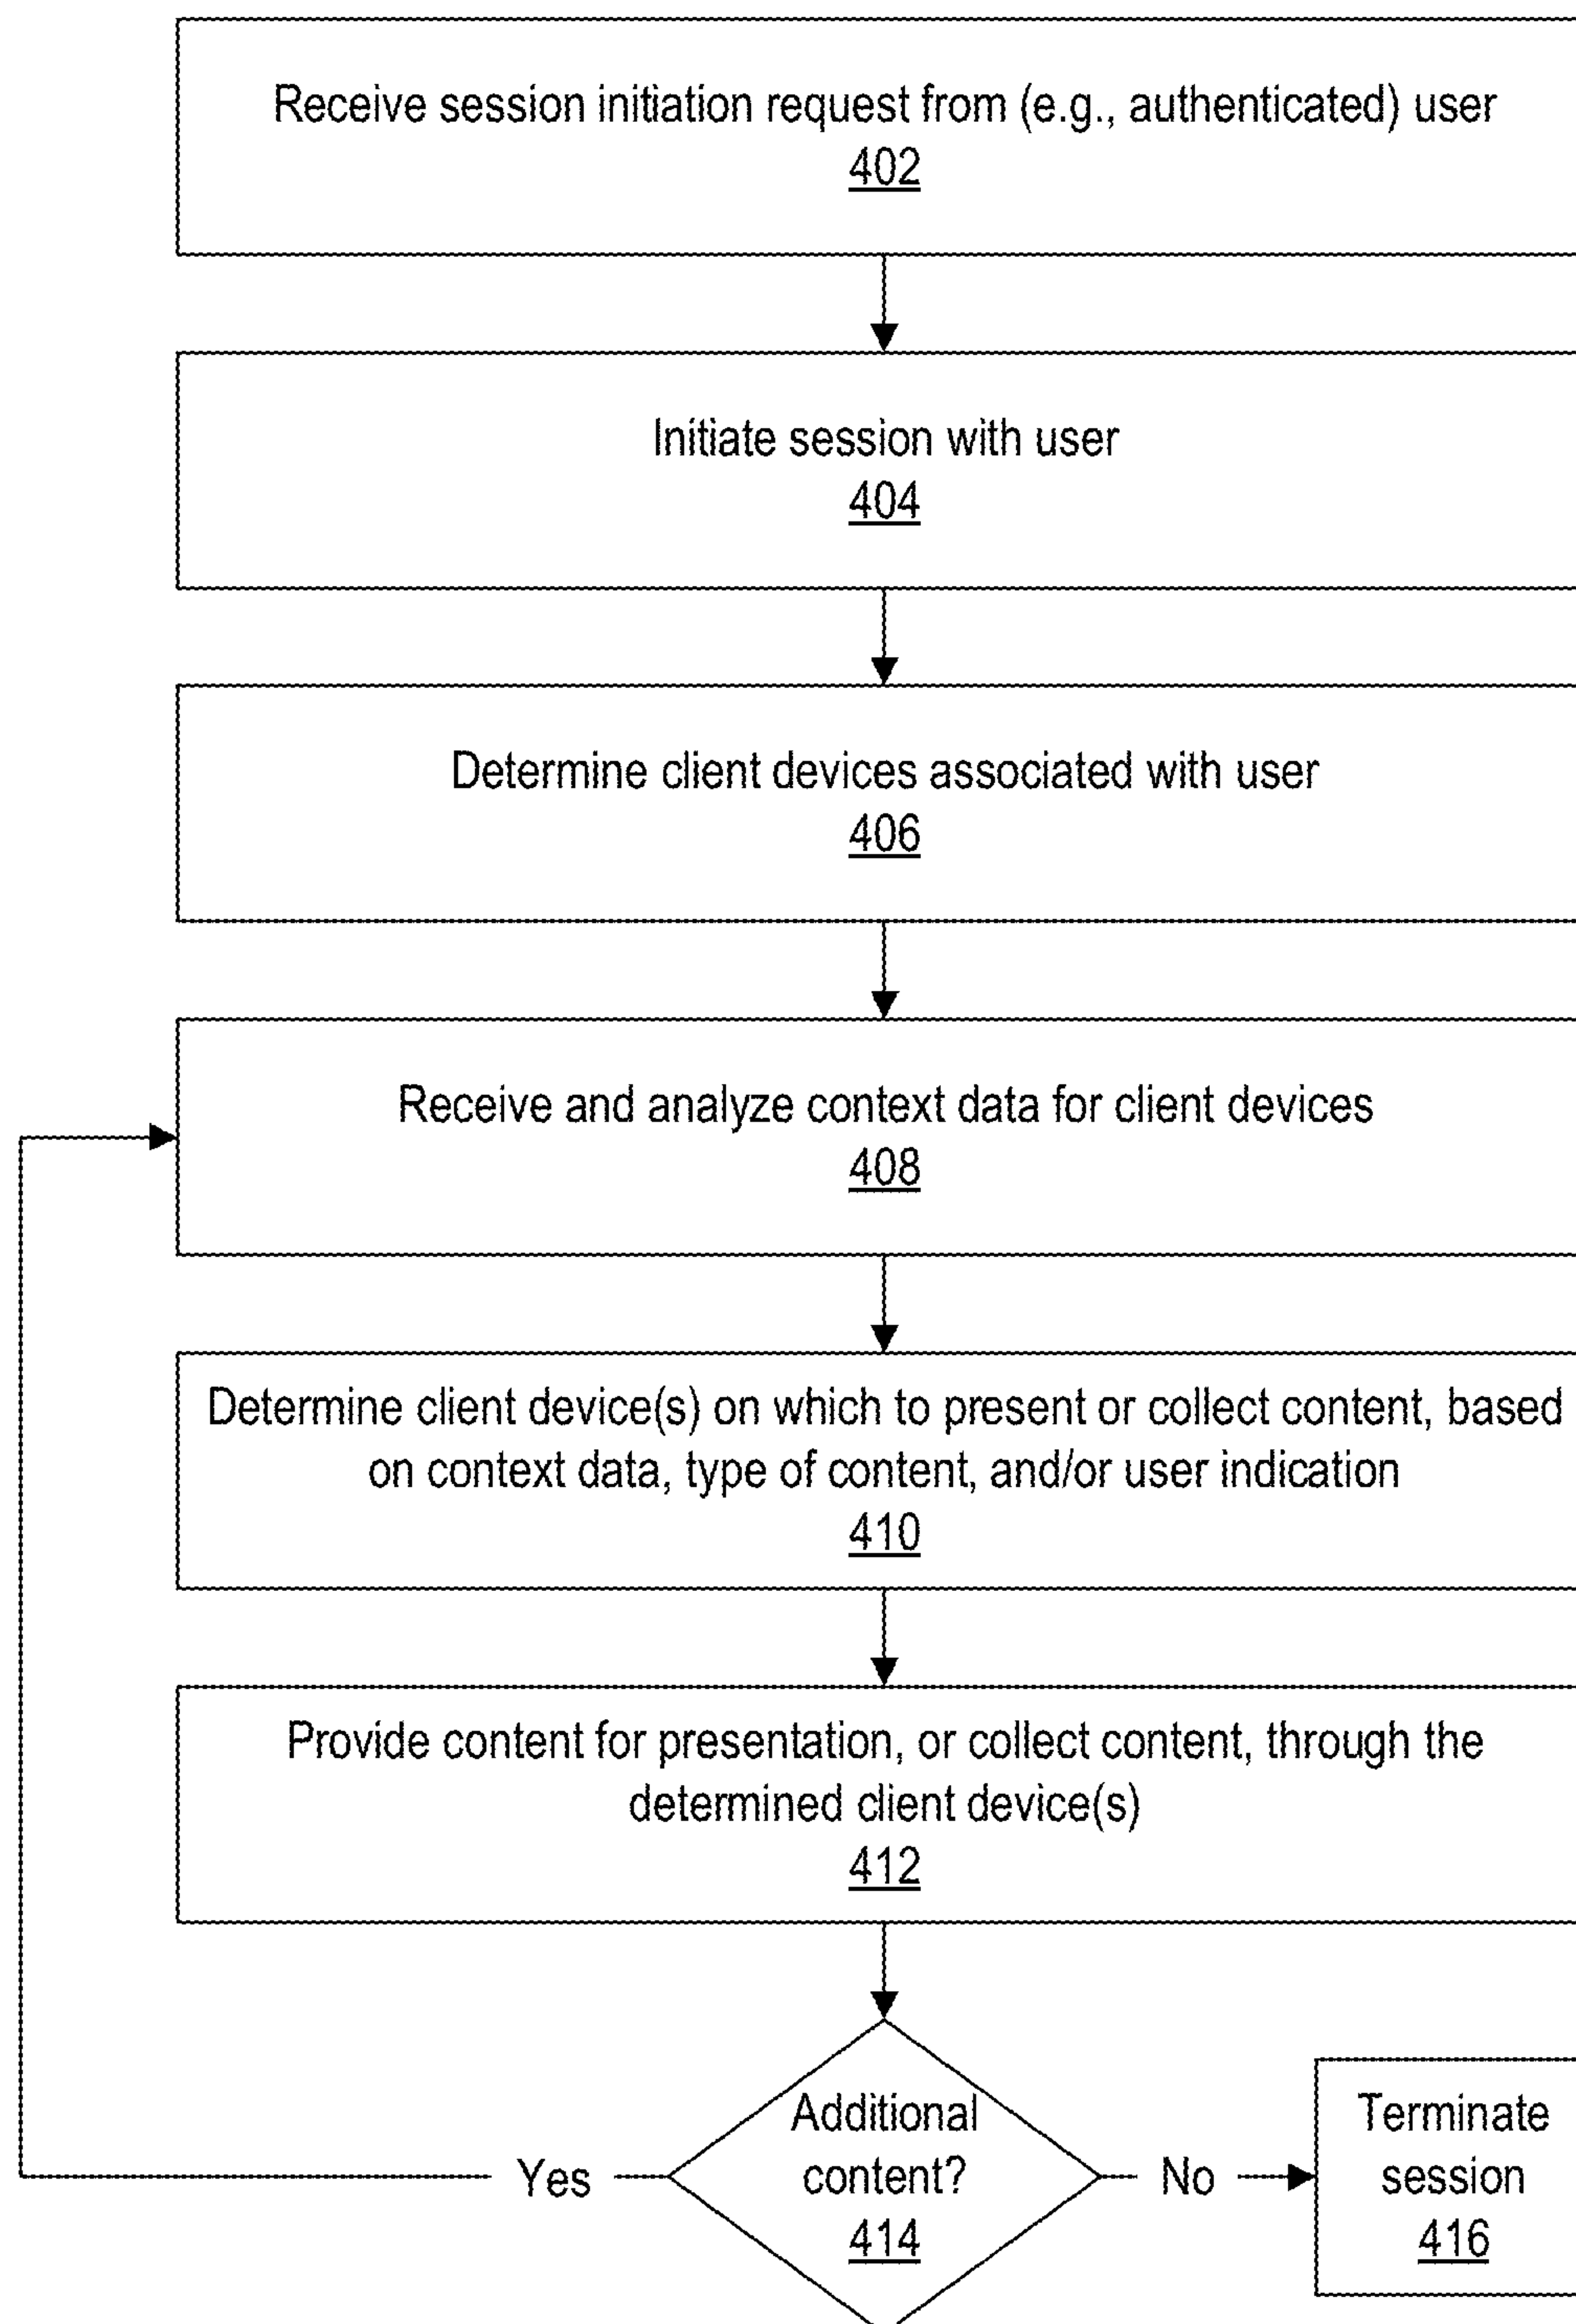 Receive session initiation request from (e.g., authenticated) user
402
Initiate session with user
404
Determine client devices associated with user
406
Receive and analyze context data for client devices
408
Determine client device(s) on which to present or collect content, based
on context data, type of content, and/or user indication
410
Provide content for presentation, or collect content, through the
determined client device(s)
412
Additional
content?
414
Yes
No
Terminate
session
416